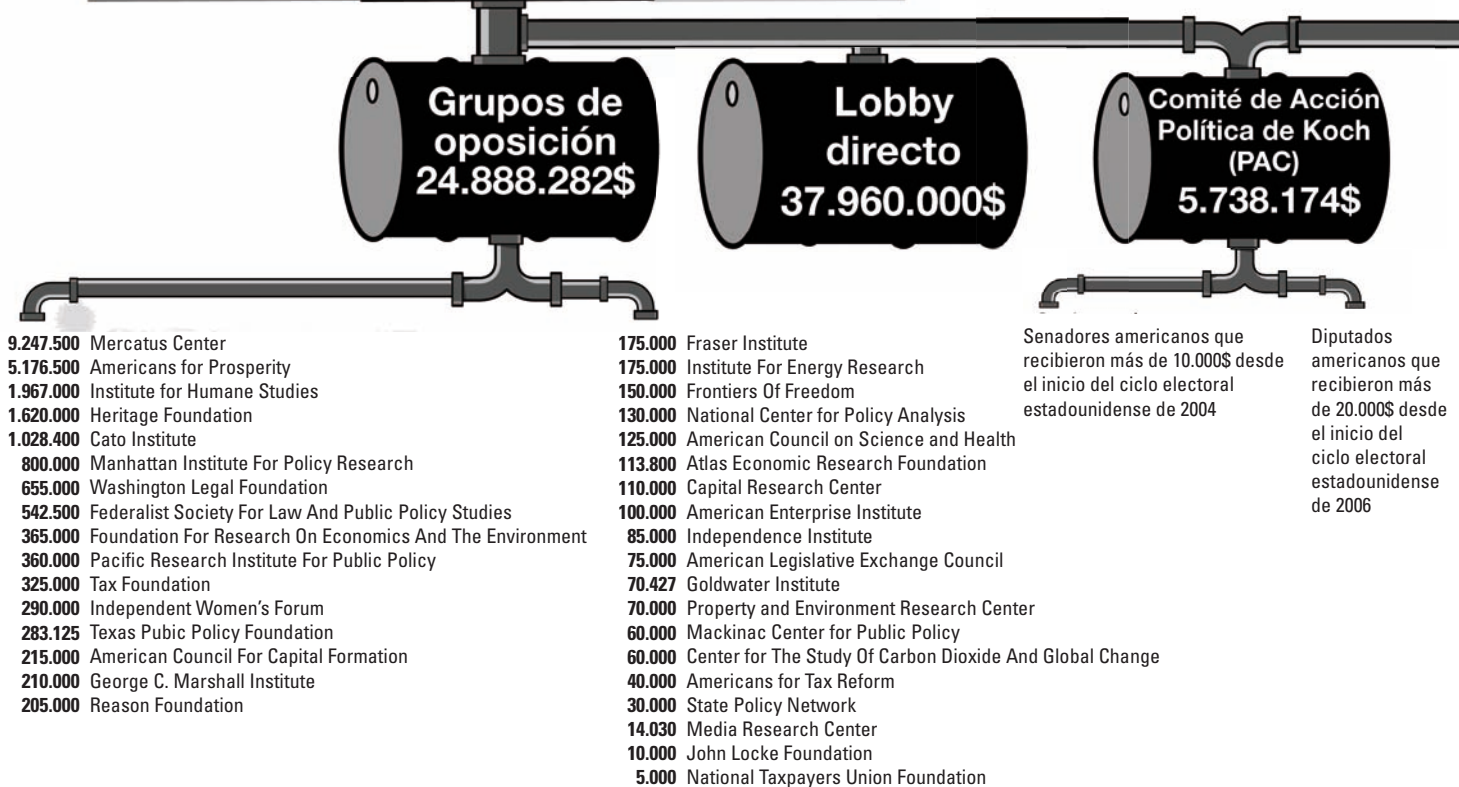 Grupos de
oposición
24.888.282$
Lobby
directo
37.960.000$
Comité de Acción
Política de Koch
(PAC)
5.738.174$
9.247.500 Mercatus Center
5.176.500 Americans for Prosperity
1.967.000 Institute for Humane Studies
1.620.000 Heritage Foundation
1.028.400 Cato Institute
800.000 Manhattan Institute For Policy Research
655.000 Washington Legal Foundation
542.500 Federalist Society For Law And Public Policy Studies
365.000 Foundation For Research On Economics And The Environment
360.000 Pacific Research Institute For Public Policy
325.000 Tax Foundation
290.000 Independent Women's Forum
283.125 Texas Pubic Policy Foundation
215.000 American Council For Capital Formation
210.000 George C. Marshall Institute
205.000 Reason Foundation
175.000 Fraser Institute
175.000 Institute For Energy Research
150.000 Frontiers Of Freedom
130.000 National Center for Policy Analysis
125.000 American Council on Science and Health
113.800 Atlas Economic Research Foundation
110.000 Capital Research Center
100.000 American Enterprise Institute
85.000 Independence Institute
75.000 American Legislative Exchange Council
70.427 Goldwater Institute
70.000 Property and Environment Research Center
60.000 Mackinac Center for Public Policy
60.000 Center for The Study Of Carbon Dioxide And Global Change
40.000 Americans for Tax Reform
30.000 State Policy Network
14.030 Media Research Center
10.000 John Locke Foundation
5.000 National Taxpayers Union Foundation
Senadores americanos que
recibieron más de 10.000$ desde
el inicio del ciclo electoral
estadounidense de 2004
Diputados
americanos que
recibieron más
de 20.000$ desde
el inicio del
ciclo electoral
estadounidense
de 2006